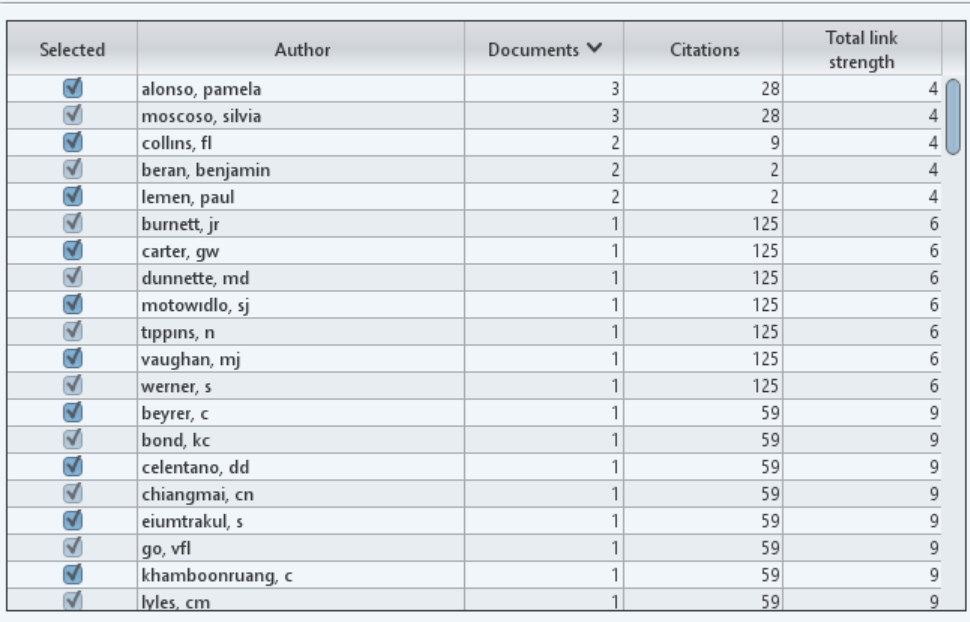 Selected Author Documents Citations Total link strength
alonso, pamela 3 28 4
moscoso, silvia 3 28 4
collins, fl 2 9 4
beran, benjamin 2 2 4
lemen, paul 2 2 4
burnett, jr 1 125 6
carter, gw 1 125 6
dunnette, md 1 125 6
motowidlo, sj 1 125 6
tippins, n 1 125 6
vaughan, mj 1 125 6
werner, s 1 125 6
beyrer, c 1 59 9
bond, kc 1 59 9
celentano, dd 1 59 9
chiangmai, cn 1 59 9
eiumtrakul, s 1 59 9
go, vfl 1 59 9
khamboonruang, c 1 59 9
lyles, cm 1 59 9